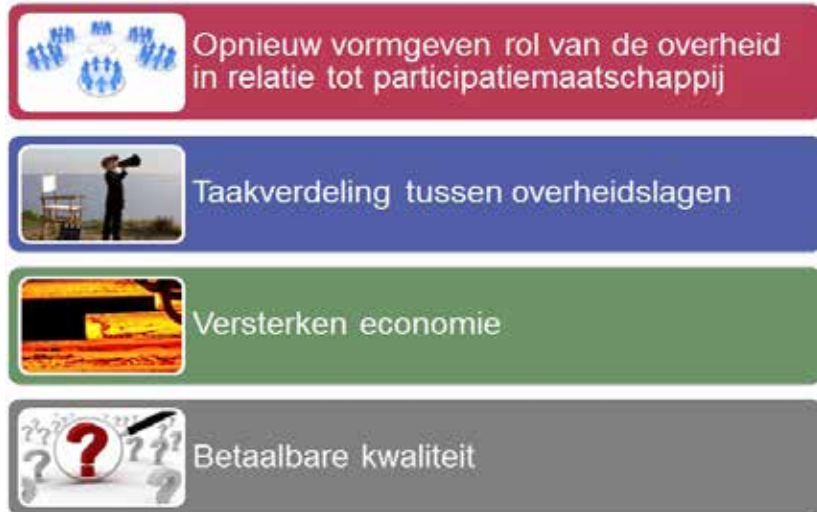 Opnieuw vormgeven rol van de overheid
in relatie tot participatiemaatschappij
Taakverdeling tussen overheidslagen
Versterken economie
Betaalbare kwaliteit